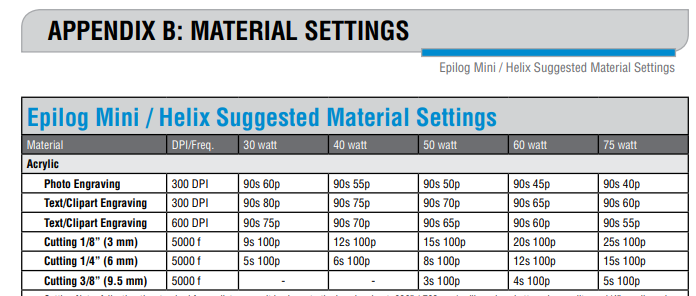 APPENDIX B: MATERIAL SETTINGS
Epilog Mini / Helix Suggested Material Settings
Epilog Mini / Helix Suggested Material Settings
Material DPI/Freq. 30 watt 40 watt 50 watt 60 watt 75 watt
Acrylic
Photo Engraving 300 DPI 90s 60p 90s 55p 90s 50p 90s 45p 90s 40p
Text/Clipart Engraving 300 DPI 90s 80p 90s 75p 90s 70p 90s 65p 90s 60p
Text/Clipart Engraving 600 DPI 90s 75p 90s 70p 90s 65p 90s 60p 90s 55p
Cutting 1/8” (3 mm) 5000 f 9s 100p 12s 100p 15s 100p 20s 100p 25s 100p
Cutting 1/4” (6 mm) 5000 f 5s 100p 6s 100p 8s 100p 12s 100p 15s 100p
Cutting 3/8” (9.5 mm) 5000 f - - 3s 100p 4s 100p 5s 100p